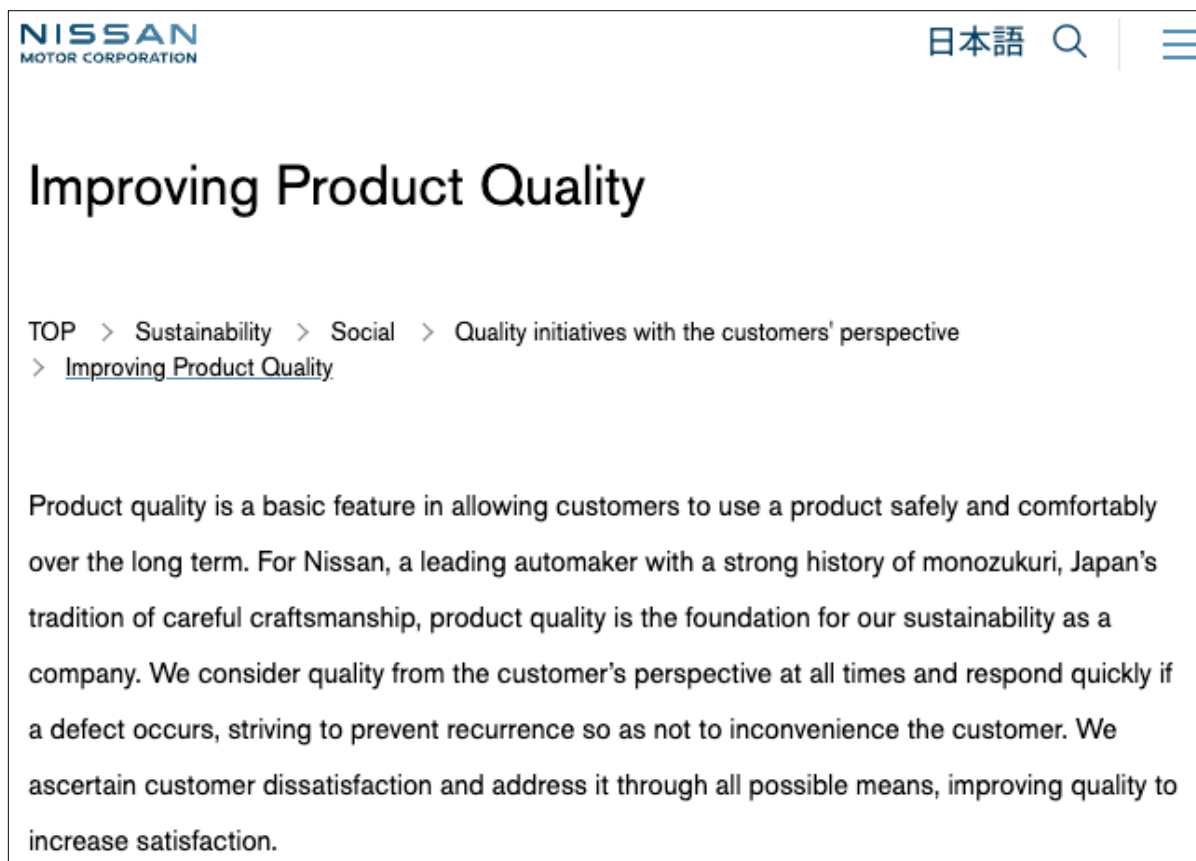 NISSAN
MOTOR CORPORATION
日本語
Improving Product Quality
TOP > Sustainability > Social > Quality initiatives with the customers' perspective
> Improving Product Quality
Product quality is a basic feature in allowing customers to use a product safely and comfortably
over the long term. For Nissan, a leading automaker with a strong history of monozukuri, Japan’s
tradition of careful craftsmanship, product quality is the foundation for our sustainability as a
company. We consider quality from the customer’s perspective at all times and respond quickly if
a defect occurs, striving to prevent recurrence so as not to inconvenience the customer. We
ascertain customer dissatisfaction and address it through all possible means, improving quality to
increase satisfaction.